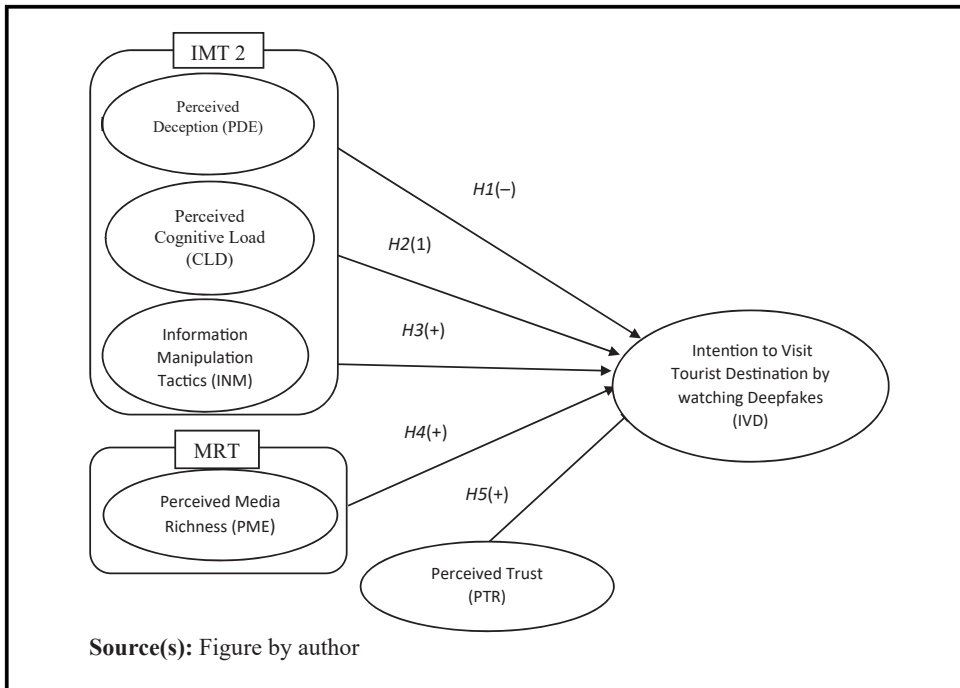 IMT 2
Perceived
Deception (PDE)
Perceived
Cognitive Load
(CLD)
Information
Manipulation
Tactics (INM)
MRT
Perceived Media
Richness (PME)
H1(–)
H2(1)
H3(+)
H4(+)
H5(+)
Intention to Visit
Tourist Destination by
watching Deepfakes
(IVD)
Perceived Trust
(PTR)
Source(s): Figure by author